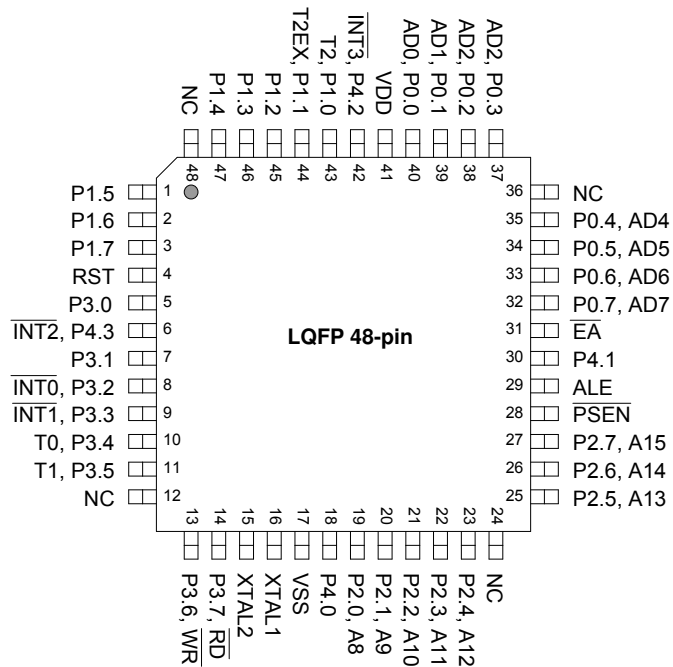 NC
P1.4
P1.3
P1.2
T2EX, P1.1
T2, P1.0
INT3, P4.2
VDD
AD0, P0.0
AD1, P0.1
AD2, P0.2
AD2, P0.3
48
47
46
45
44
43
42
41
40
39
38
37
P1.5 1
P1.6 2
P1.7 3
RST 4
P3.0 5
INT2, P4.3 6
P3.1 7
INT0, P3.2 8
INT1, P3.3 9
T0, P3.4 10
T1, P3.5 11
NC 12
LQFP 48-pin
36 NC
35 P0.4, AD4
34 P0.5, AD5
33 P0.6, AD6
32 P0.7, AD7
31 EA
30 P4.1
29 ALE
28 PSEN
27 P2.7, A15
26 P2.6, A14
25 P2.5, A13
13
14
15
16
17
18
19
20
21
22
23
24
P3.6, WR
P3.7, RD
XTAL2
XTAL1
VSS
P4.0
P2.0, A8
P2.1, A9
P2.2, A10
P2.3, A11
P2.4, A12
NC